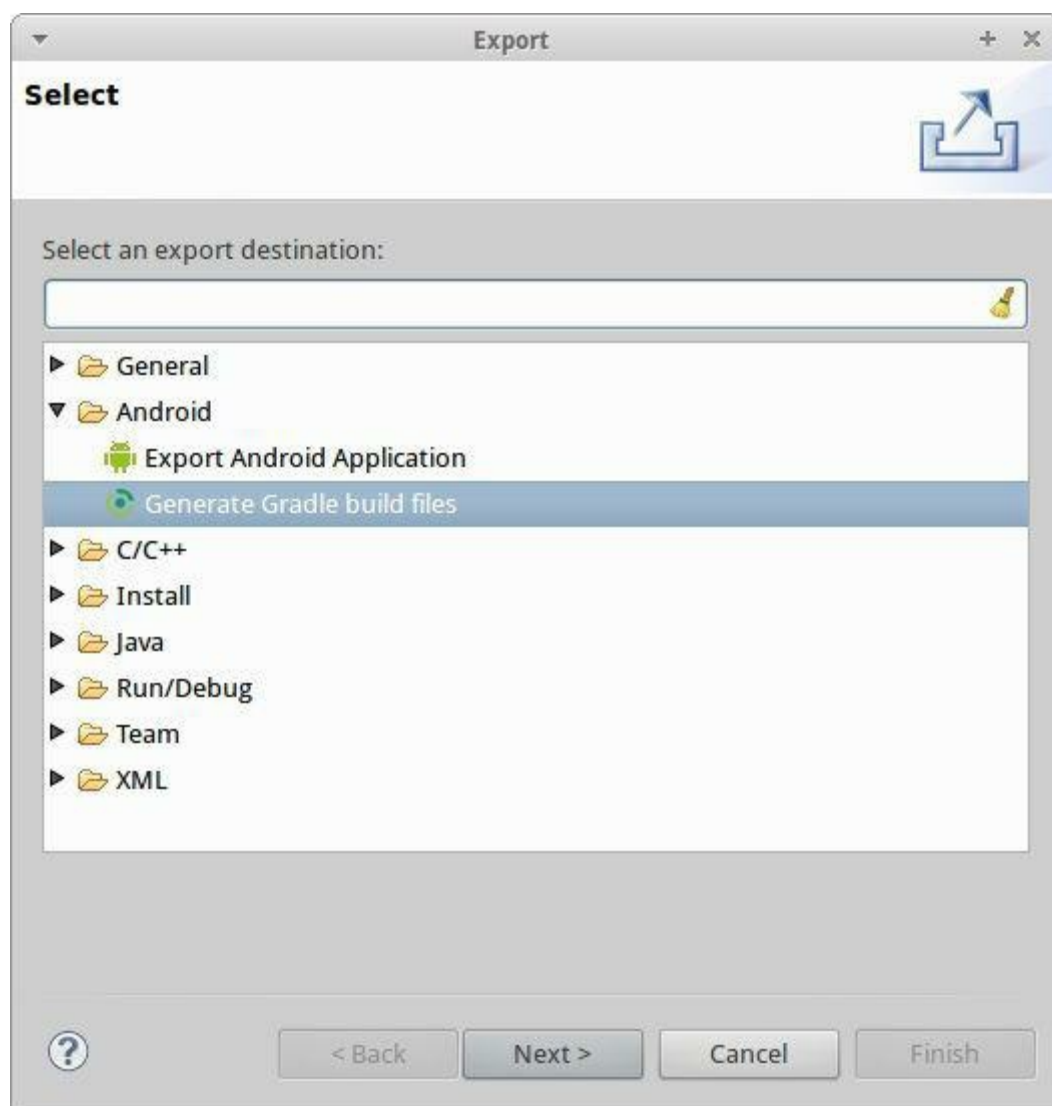 Export
Select
Select an export destination:
General
Android
Export Android Application
Generate Gradle build files
C/C++
Install
Java
Run/Debug
Team
XML
? < Back Next > Cancel Finish